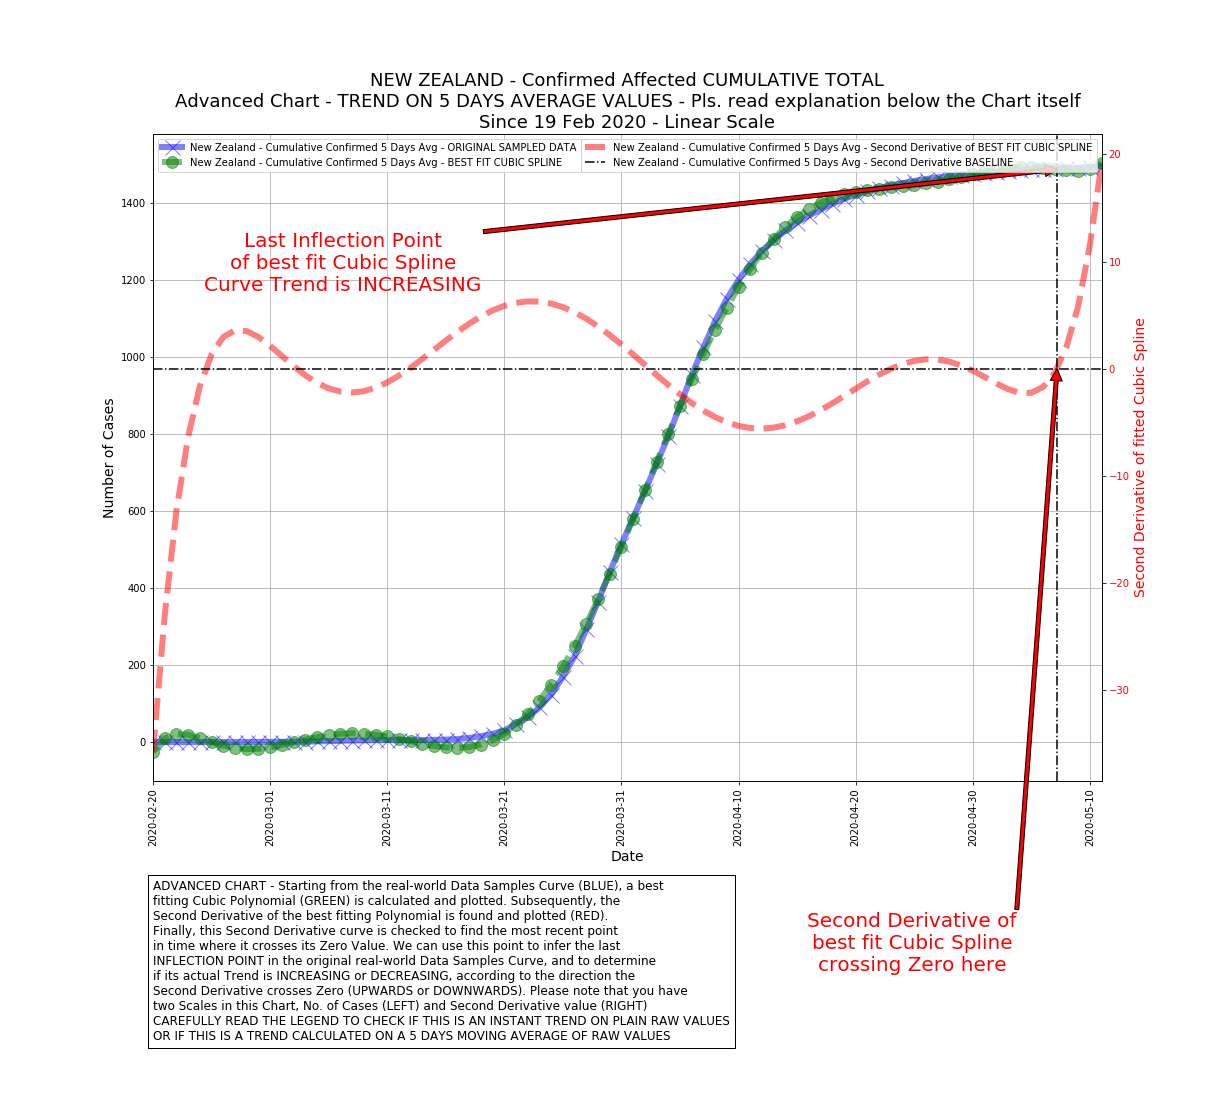 NEW ZEALAND - Confirmed Affected CUMULATIVE TOTAL
Advanced Chart - TREND ON 5 DAYS AVERAGE VALUES - Pls. read explanation below the Chart itself
Since 19 Feb 2020 - Linear Scale
New Zealand - Cumulative Confirmed 5 Days Avg - ORIGINAL SAMPLED DATA
New Zealand - Cumulative Confirmed 5 Days Avg - BEST FIT CUBIC SPLINE
New Zealand - Cumulative Confirmed 5 Days Avg - Second Derivative of BEST FIT CUBIC SPLINE
New Zealand - Cumulative Confirmed 5 Days Avg - Second Derivative BASELINE
Last Inflection Point
of best fit Cubic Spline
Curve Trend is INCREASING
Number of Cases
1400
1200
1000
800
600
400
200
0
20
10
0
−10
−20
−30
Second Derivative of fitted Cubic Spline
2020-02-20
2020-03-01
2020-03-11
2020-03-21
2020-03-31
2020-04-10
2020-04-20
2020-04-30
2020-05-10
Date
ADVANCED CHART - Starting from the real-world Data Samples Curve (BLUE), a best
fitting Cubic Polynomial (GREEN) is calculated and plotted. Subsequently, the
Second Derivative of the best fitting Polynomial is found and plotted (RED).
Finally, this Second Derivative curve is checked to find the most recent point
in time where it crosses its Zero Value. We can use this point to infer the last
INFLECTION POINT in the original real-world Data Samples Curve, and to determine
if its actual Trend is INCREASING or DECREASING, according to the direction the
Second Derivative crosses Zero (UPWARDS or DOWNWARDS). Please note that you have
two Scales in this Chart, No. of Cases (LEFT) and Second Derivative value (RIGHT)
CAREFULLY READ THE LEGEND TO CHECK IF THIS IS AN INSTANT TREND ON PLAIN RAW VALUES
OR IF THIS IS A TREND CALCULATED ON A 5 DAYS MOVING AVERAGE OF RAW VALUES
Second Derivative of
best fit Cubic Spline
crossing Zero here